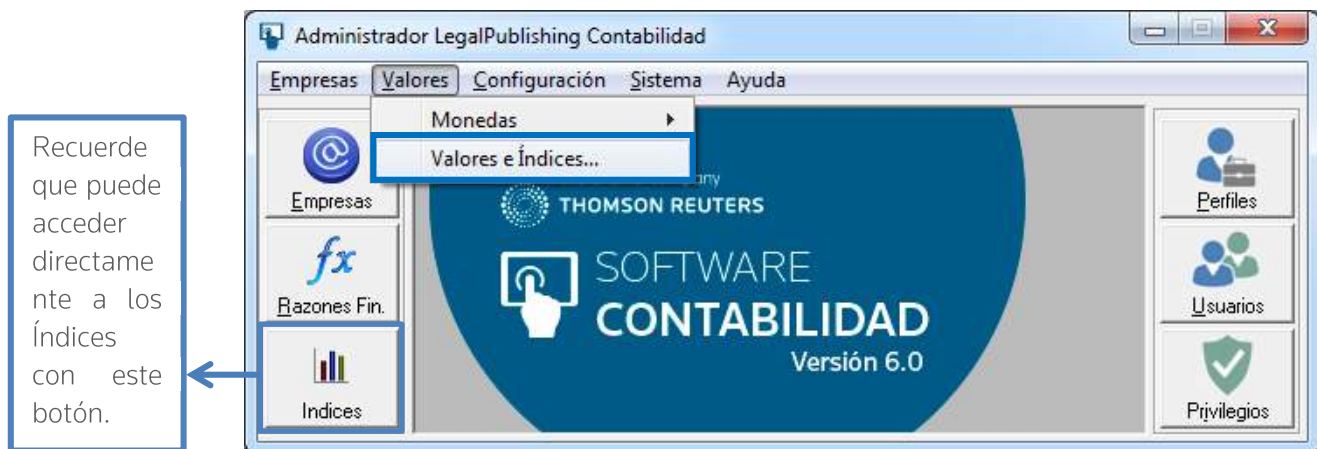 Administrador LegalPublishing Contabilidad
Empresas Valores Configuración Sistema Ayuda
Monedas
Valores e Índices...
Recuerde
que puede
acceder
directame
nte a los
Índices
con este
botón.
Empresas
Razones Fin.
Indices
THOMSON REUTERS
SOFTWARE
CONTABILIDAD
Versión 6.0
Perfiles
Usuarios
Privilegios